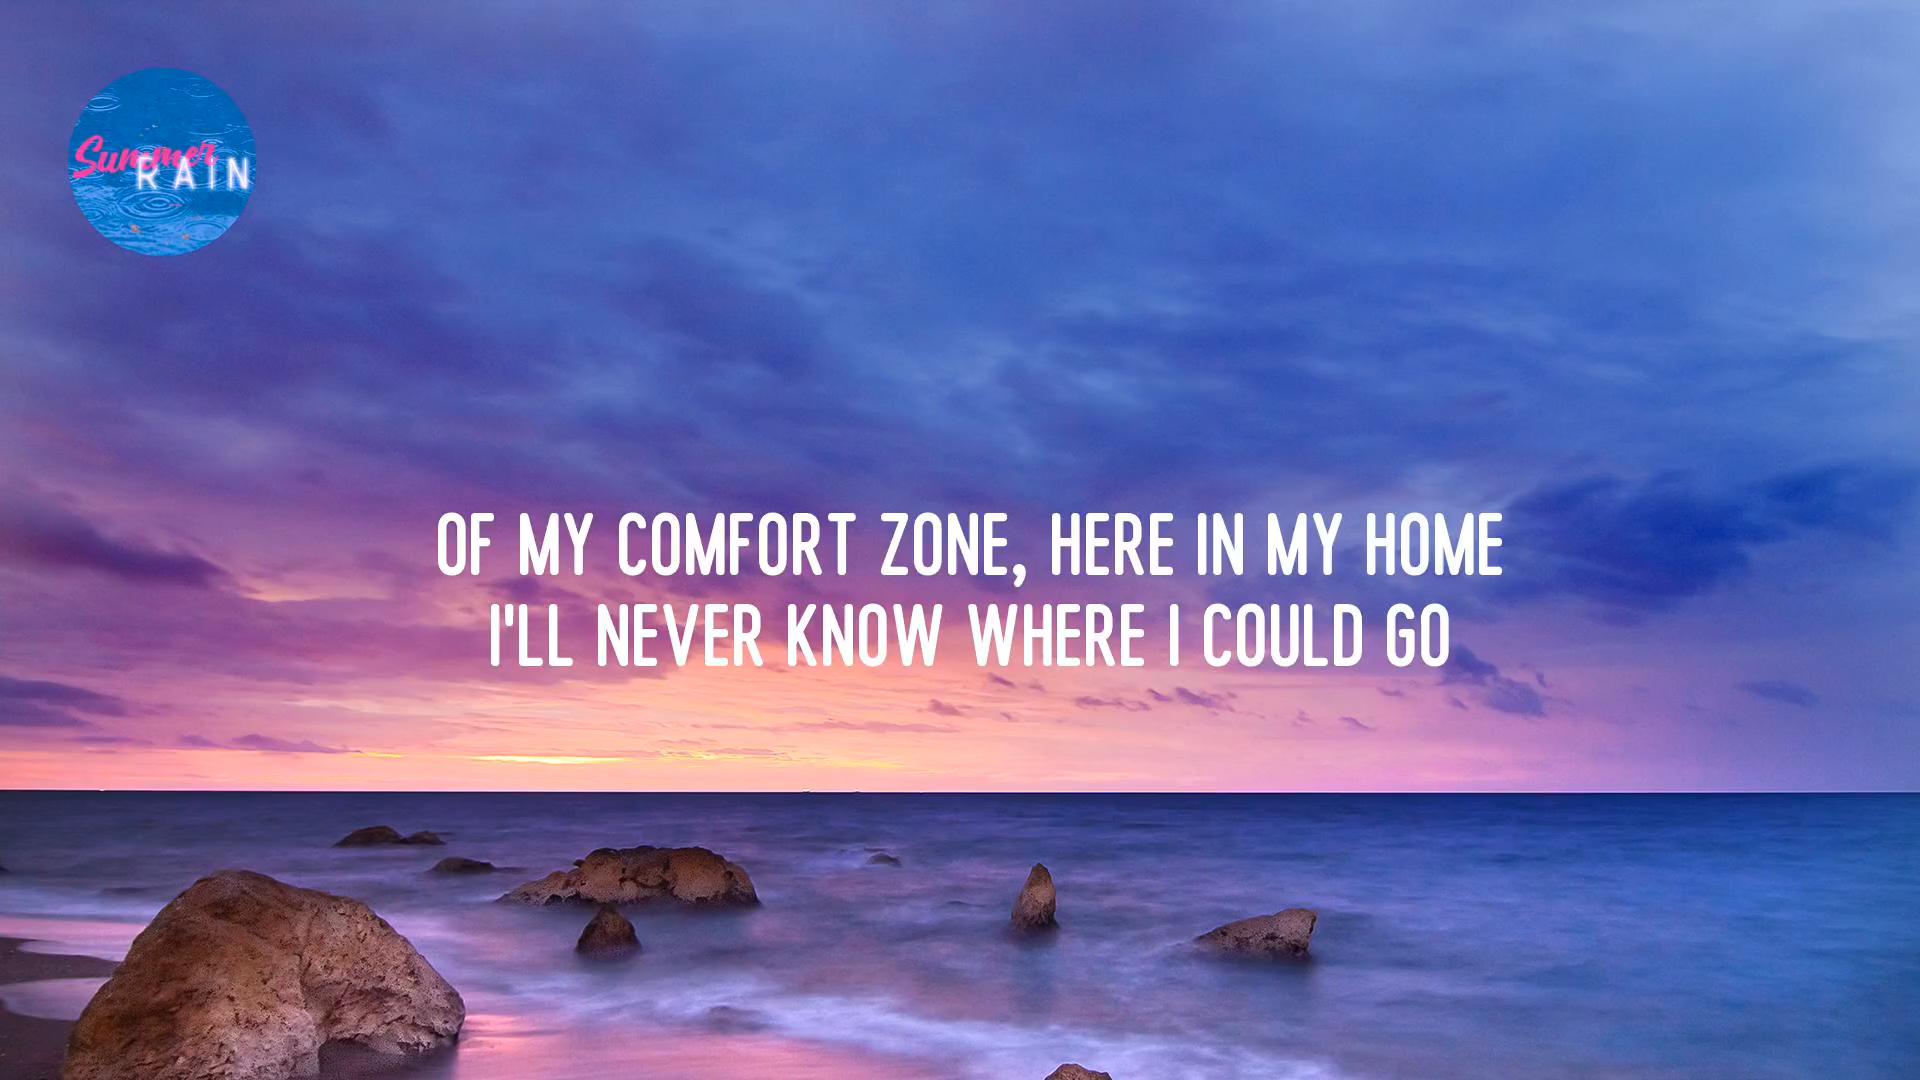 Summer
RAIN
OF MY COMFORT ZONE, HERE IN MY HOME
I'LL NEVER KNOW WHERE I COULD GO